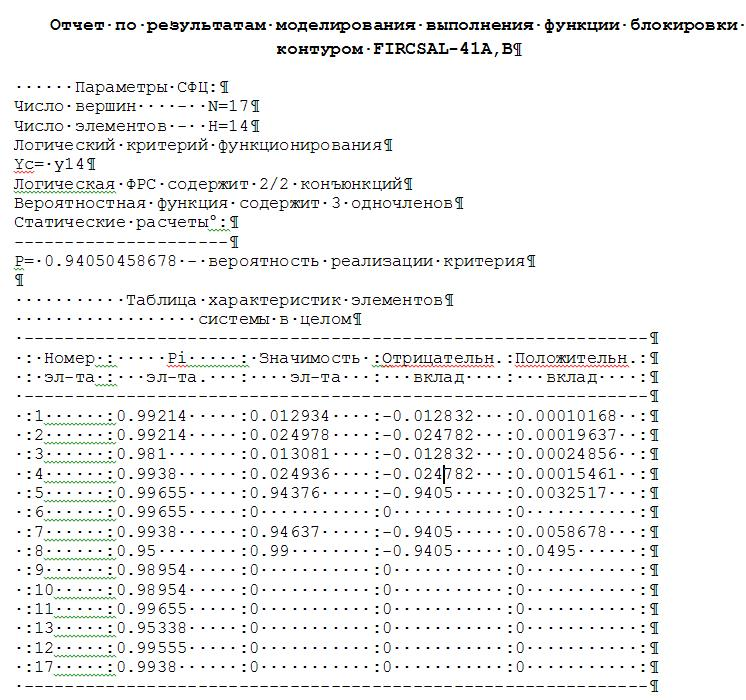 Отчет по результатам моделирования выполнения функции блокировки
контуром FIRCSAL-41A,B¶
Параметры СФЦ:¶
Число вершин - N=17¶
Число элементов - H=14¶
Логический критерий функционирования¶
Yc= y14¶
Логическая ФРС содержит 2/2 конъюнкций¶
Вероятностная функция содержит 3 одночленов¶
Статические расчеты°:¶
---------------------¶
P= 0.94050458678 - вероятность реализации критерия¶
¶
Таблица характеристик элементов¶
системы в целом¶
---------------------------------------------------------------¶
: Номер : Pi : Значимость :Отрицательн.:Положительн.:¶
: эл-та : эл-та. : эл-та : вклад : вклад :¶
---------------------------------------------------------------¶
:1 :0.99214 :0.012934 :-0.012832 :0.00010168 :¶
:2 :0.99214 :0.024978 :-0.024782 :0.00019637 :¶
:3 :0.981 :0.013081 :-0.012832 :0.00024856 :¶
:4 :0.9938 :0.024936 :-0.024782 :0.00015461 :¶
:5 :0.99655 :0.94376 :-0.9405 :0.0032517 :¶
:6 :0.99655 :0 :0 :0 :¶
:7 :0.9938 :0.94637 :-0.9405 :0.0058678 :¶
:8 :0.95 :0.99 :-0.9405 :0.0495 :¶
:9 :0.98954 :0 :0 :0 :¶
:10 :0.98954 :0 :0 :0 :¶
:11 :0.99655 :0 :0 :0 :¶
:13 :0.95338 :0 :0 :0 :¶
:12 :0.99555 :0 :0 :0 :¶
:17 :0.9938 :0 :0 :0 :¶
---------------------------------------------------------------¶